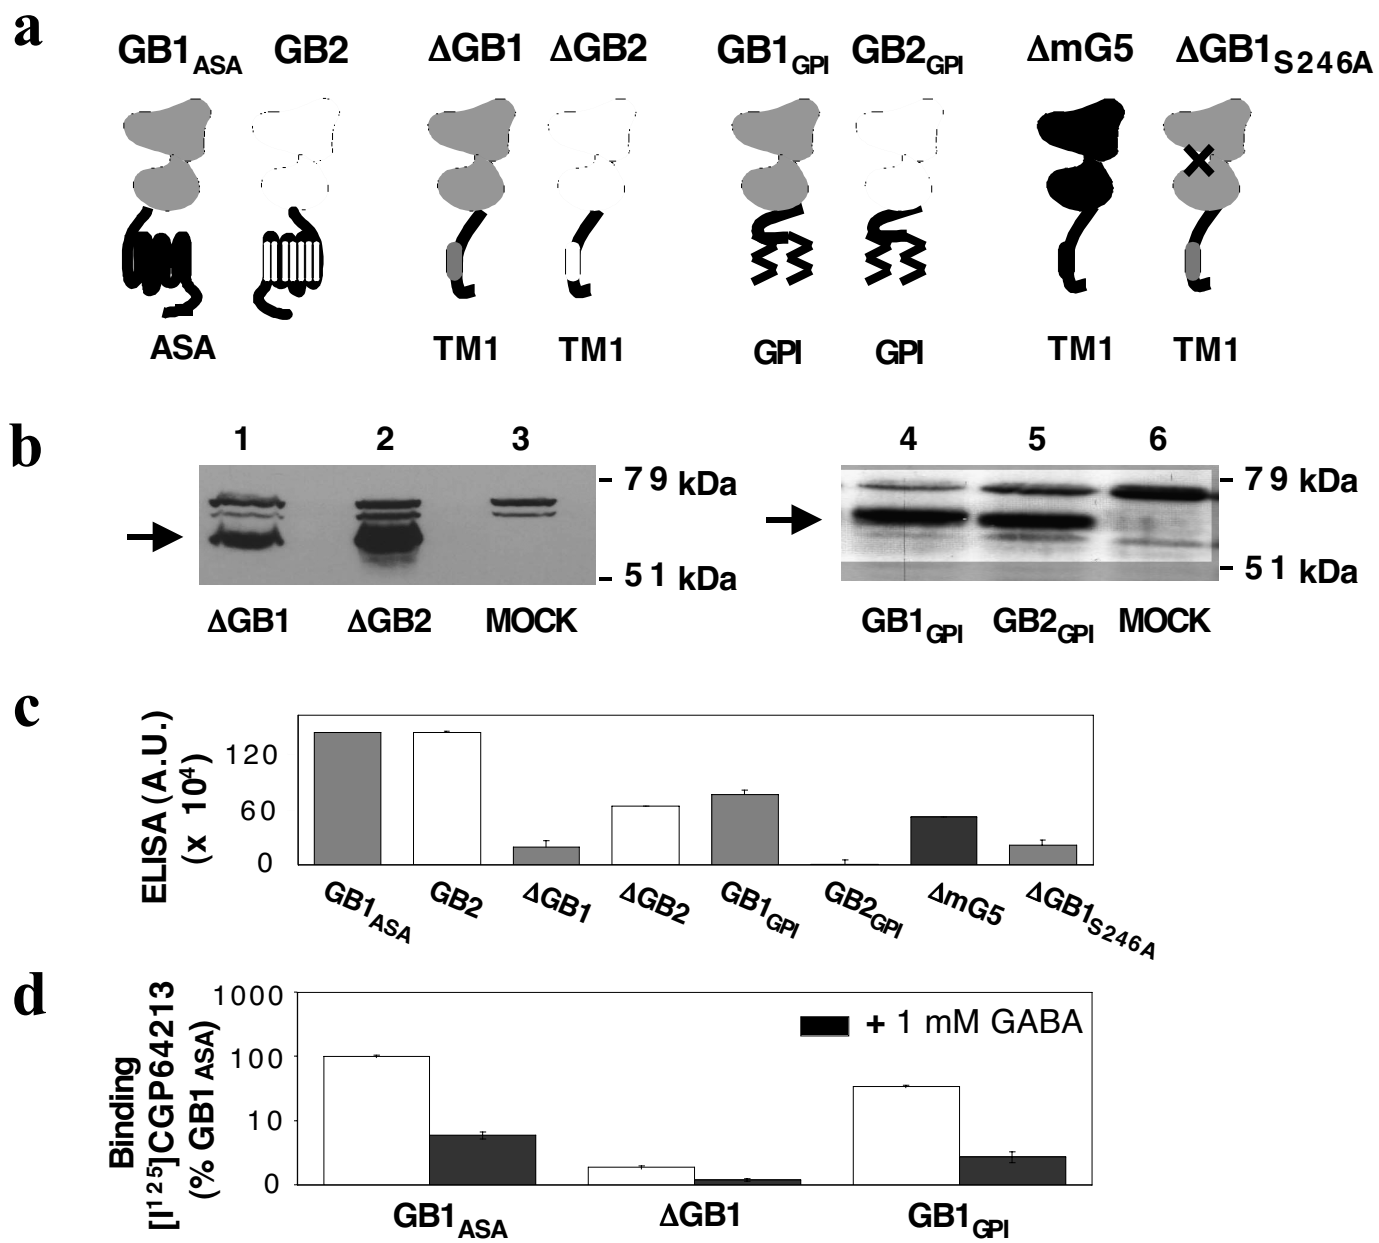 a
GB1ASA GB2 ΔGB1 ΔGB2 GB1GPI GB2GPI ΔmG5 ΔGB1S246A
ASA TM1 TM1 GPI GPI TM1 TM1
b
1 2 3 4 5 6
79 kDa 79 kDa
51 kDa 51 kDa
ΔGB1 ΔGB2 MOCK GB1GPI GB2GPI MOCK
c
ELISA (A.U.)
(x 10⁴)
120
60
0
GB1ASA GB2 ΔGB1 ΔGB2 GB1GPI GB2GPI ΔmG5 ΔGB1S246A
d
Binding
[I¹²⁵]CGP64213
(% GB1ASA)
1000
100
10
0
+ 1 mM GABA
GB1ASA ΔGB1 GB1GPI